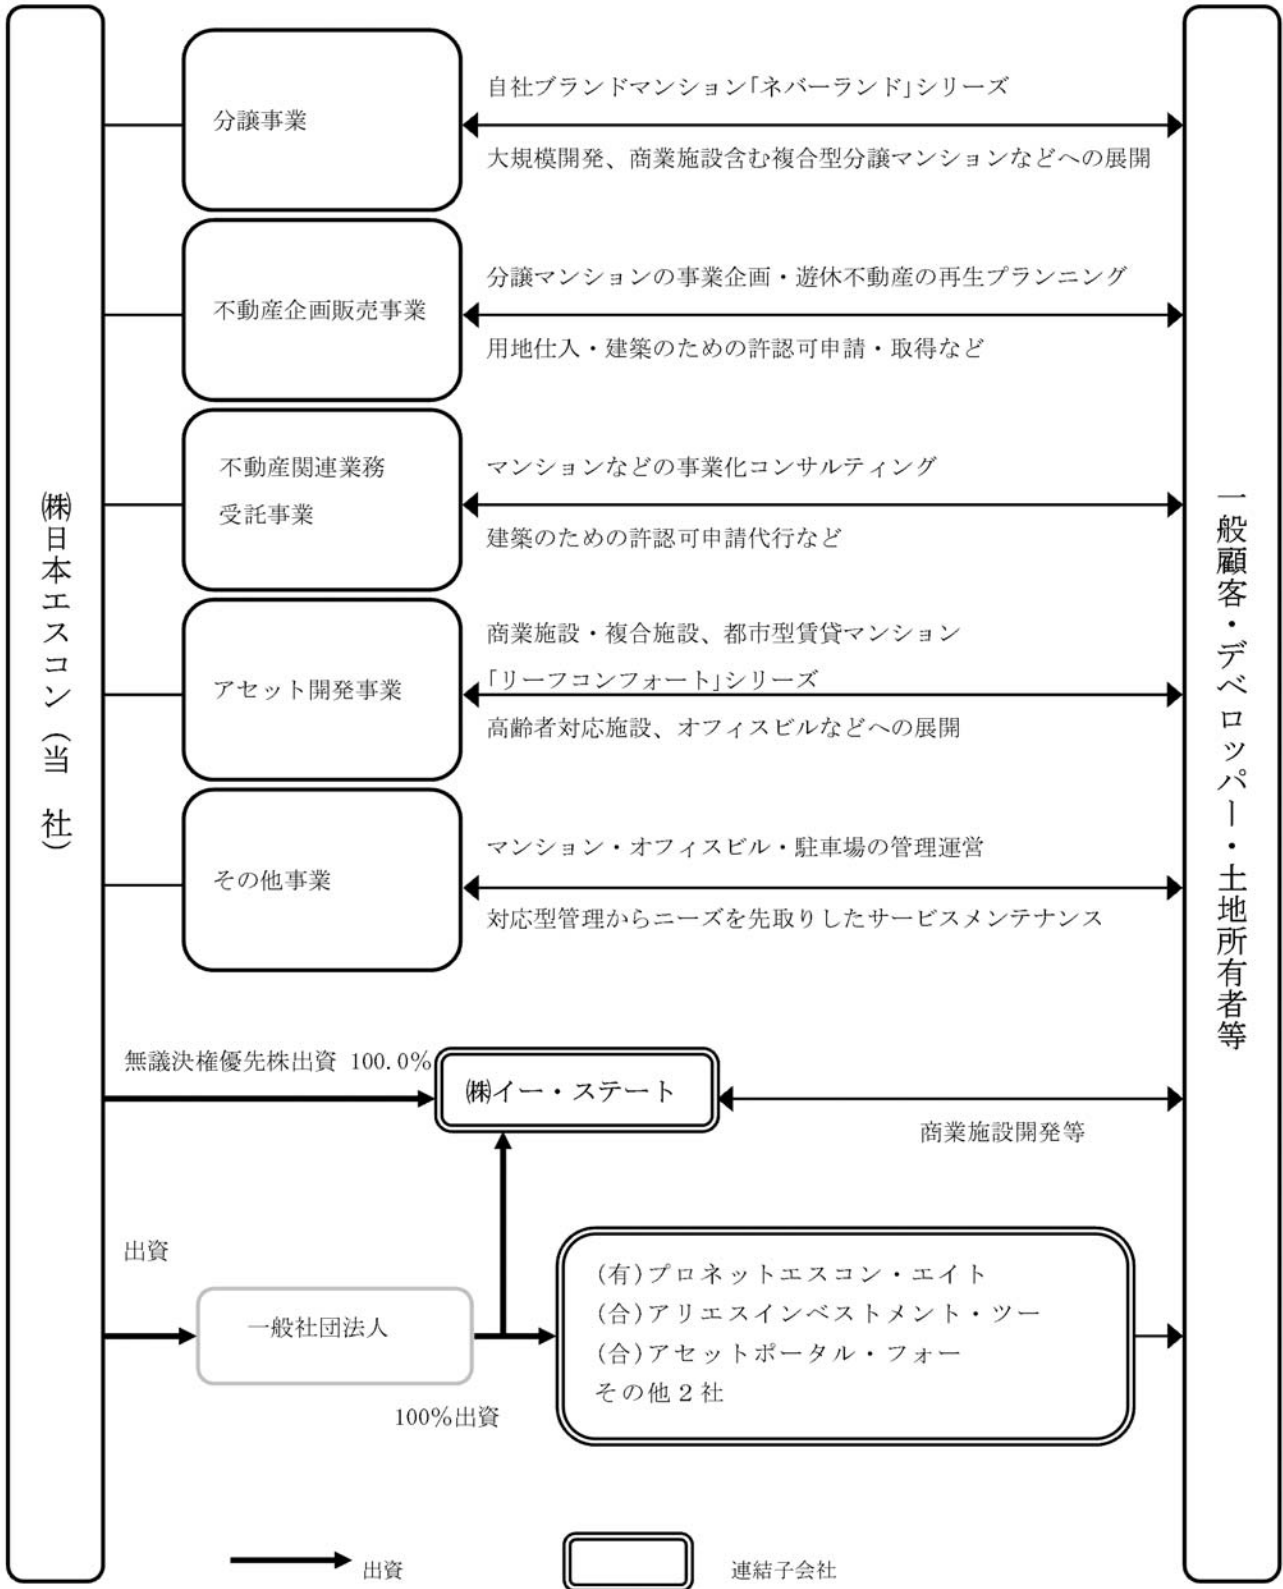 ㈱日本エスコン（当　社）
分譲事業
自社ブランドマンション｢ネバーランド｣シリーズ
大規模開発、商業施設含む複合型分譲マンションなどへの展開
不動産企画販売事業
分譲マンションの事業企画・遊休不動産の再生プランニング
用地仕入・建築のための許認可申請・取得など
不動産関連業務
受託事業
マンションなどの事業化コンサルティング
建築のための許認可申請代行など
アセット開発事業
商業施設・複合施設、都市型賃貸マンション
｢リーフコンフォート｣シリーズ
高齢者対応施設、オフィスビルなどへの展開
その他事業
マンション・オフィスビル・駐車場の管理運営
対応型管理からニーズを先取りしたサービスメンテナンス
一般顧客・デベロッパー・土地所有者等
無議決権優先株出資 100.0%
㈱イー・ステート
商業施設開発等
出資
一般社団法人
100%出資
(有)プロネットエスコン・エイト
(合)アリエスインベストメント・ツー
(合)アセットポータル・フォー
その他２社
出資
連結子会社